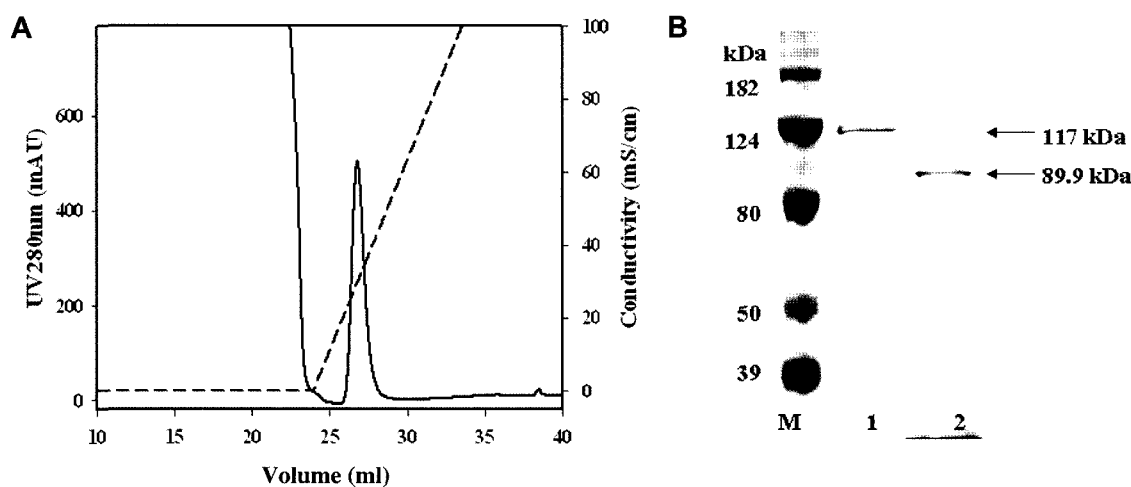 A
UV280nm (mAU)
600
400
200
0
100
80
60
40
20
0
Conductivity (mS/cm)
10 15 20 25 30 35 40
Volume (ml)
B
kDa
182
124
80
50
39
117 kDa
89.9 kDa
M 1 2